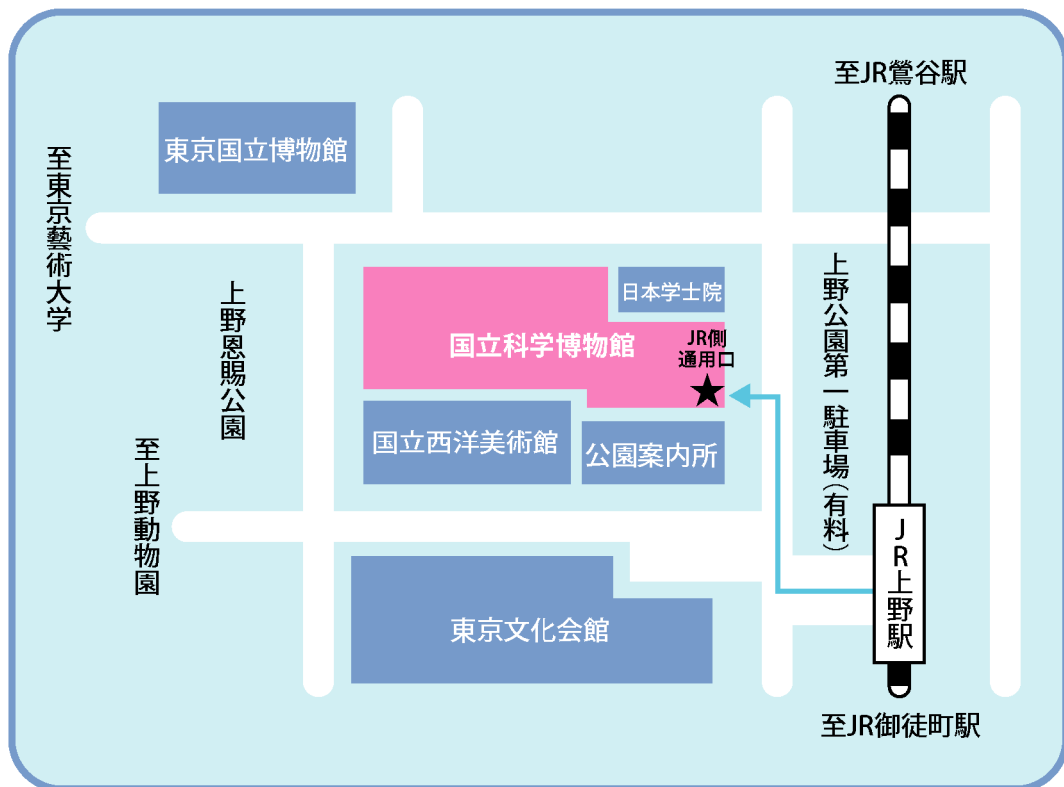 至JR鶯谷駅
東京国立博物館
至東京藝術大学
上野恩賜公園
日本学士院
国立科学博物館
JR側
通用口
上野公園第一駐車場(有料)
国立西洋美術館
公園案内所
至上野動物園
JR上野駅
東京文化会館
至JR御徒町駅